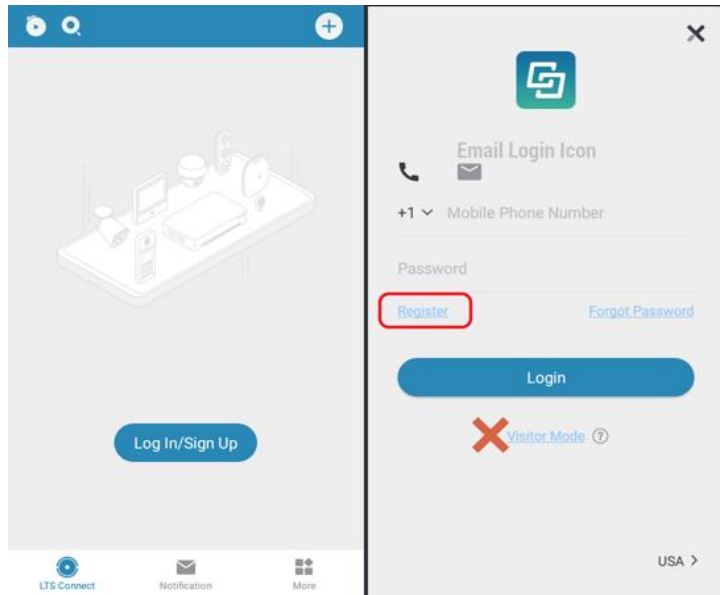 Log In/Sign Up
LTS Connect
Notification
More
Email Login Icon
+1
Mobile Phone Number
Password
Register
Forgot Password
Login
Visitor Mode ?
USA >